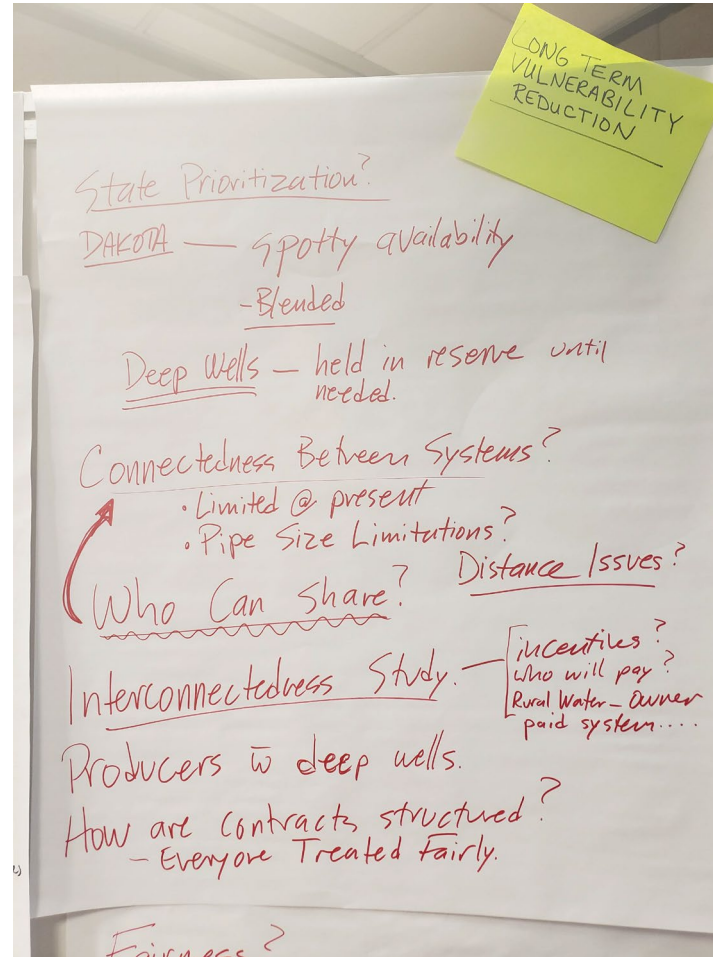 LONG TERM
VULNERABILITY
REDUCTION
State Prioritization?
DAKOTA — Spotty availability
- Blended
Deep Wells — held in reserve until
needed.
Connectedness Between Systems?
• Limited @ present
• Pipe Size Limitations?
Distance Issues?
Who Can Share?
Interconnectedness Study. — incentives?
who will pay?
Rural Water - Owner
paid system....
Producers w̄ deep wells.
How are contracts structured?
- Everyone Treated Fairly.
Fairness?